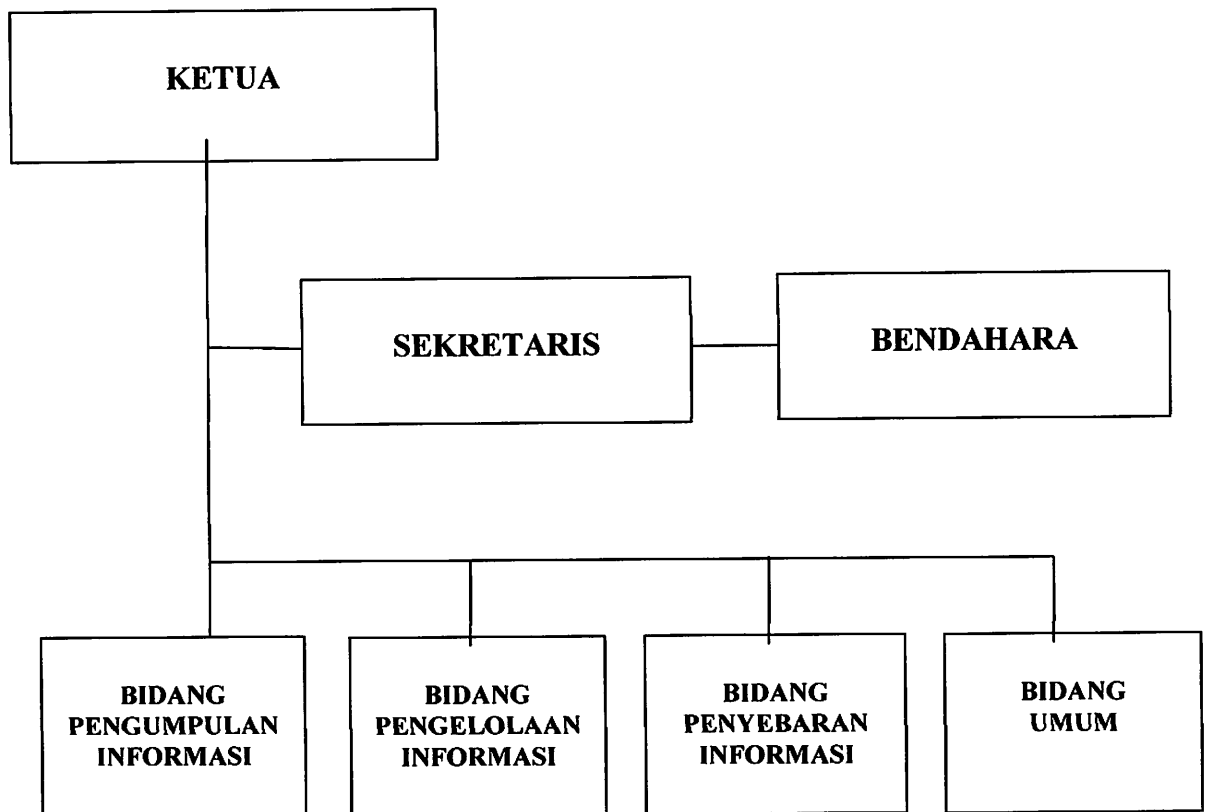 KETUA
SEKRETARIS
BENDAHARA
BIDANG
PENGUMPULAN
INFORMASI
BIDANG
PENGELOLAAN
INFORMASI
BIDANG
PENYEBARAN
INFORMASI
BIDANG
UMUM